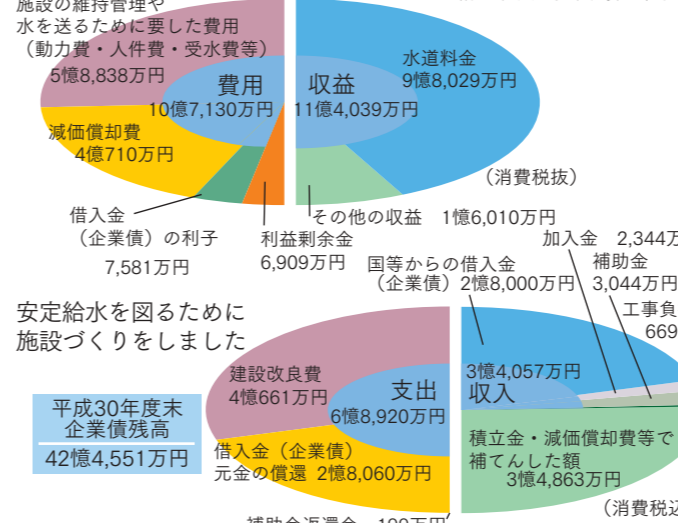 施設の維持管理や
水を送るために要した費用
（動力費・人件費・受水費等）
5億8,838万円
費用
10億7,130万円
収益
11億4,039万円
水道料金
9億8,029万円
減価償却費
4億710万円
（消費税抜）
借入金
（企業債）の利子
7,581万円
利益剰余金
6,909万円
その他の収益 1億6,010万円
加入金 2,344万
国等からの借入金
（企業債）2億8,000万円
補助金
3,044万円
工事負
669
安定給水を図るために
施設づくりをしました
建設改良費
4億661万円
支出
6億8,920万円
3億4,057万円
収入
平成30年度末
企業債残高
42億4,551万円
借入金（企業債）
元金の償還 2億8,060万円
積立金・減価償却費等で
補てんした額
3億4,863万円
（消費税込